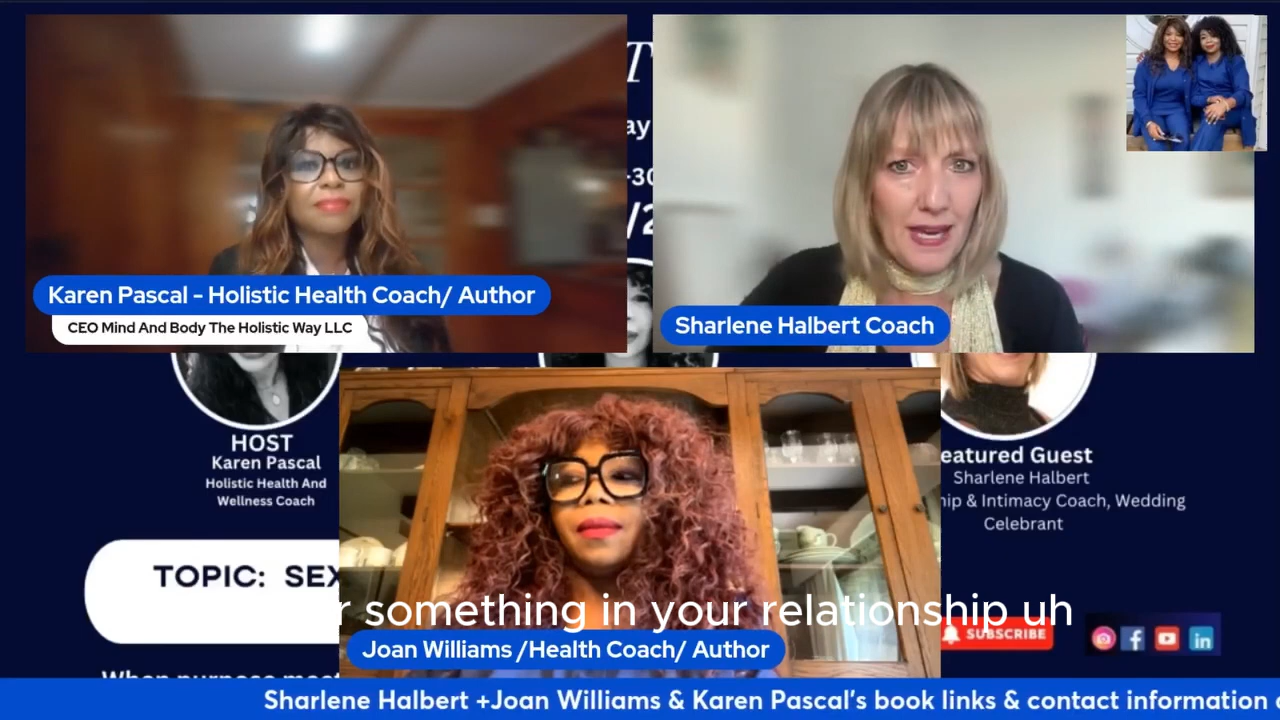 Karen Pascal - Holistic Health Coach/ Author
CEO Mind And Body The Holistic Way LLC
Sharlene Halbert Coach
HOST
Karen Pascal
Holistic Health And
Wellness Coach
eatured Guest
Sharlene Halbert
hip & Intimacy Coach, Wedding
Celebrant
TOPIC: SEX
r something in your relationship uh
SUBSCRIBE
Joan Williams /Health Coach/ Author
When purpose meet
Sharlene Halbert +Joan Williams & Karen Pascal's book links & contact information